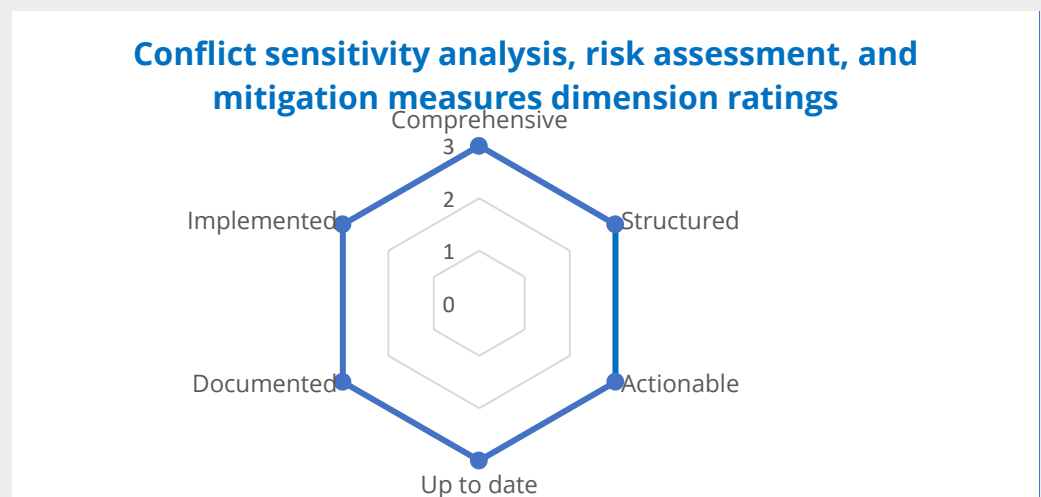 Conflict sensitivity analysis, risk assessment, and
mitigation measures dimension ratings
Comprehensive
3
2
1
0
Implemented
Structured
Documented
Actionable
Up to date